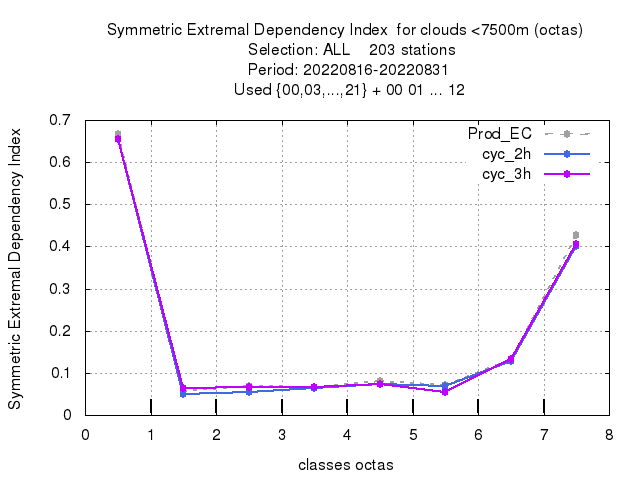 Symmetric Extremal Dependency Index  for clouds <7500m (octas)
Selection: ALL    203 stations
Period: 20220816-20220831
Used {00,03,...,21} + 00 01 ... 12
Symmetric Extremal Dependency Index
0.7
0.6
0.5
0.4
0.3
0.2
0.1
0
Prod_EC
cyc_2h
cyc_3h
0 1 2 3 4 5 6 7 8
classes octas